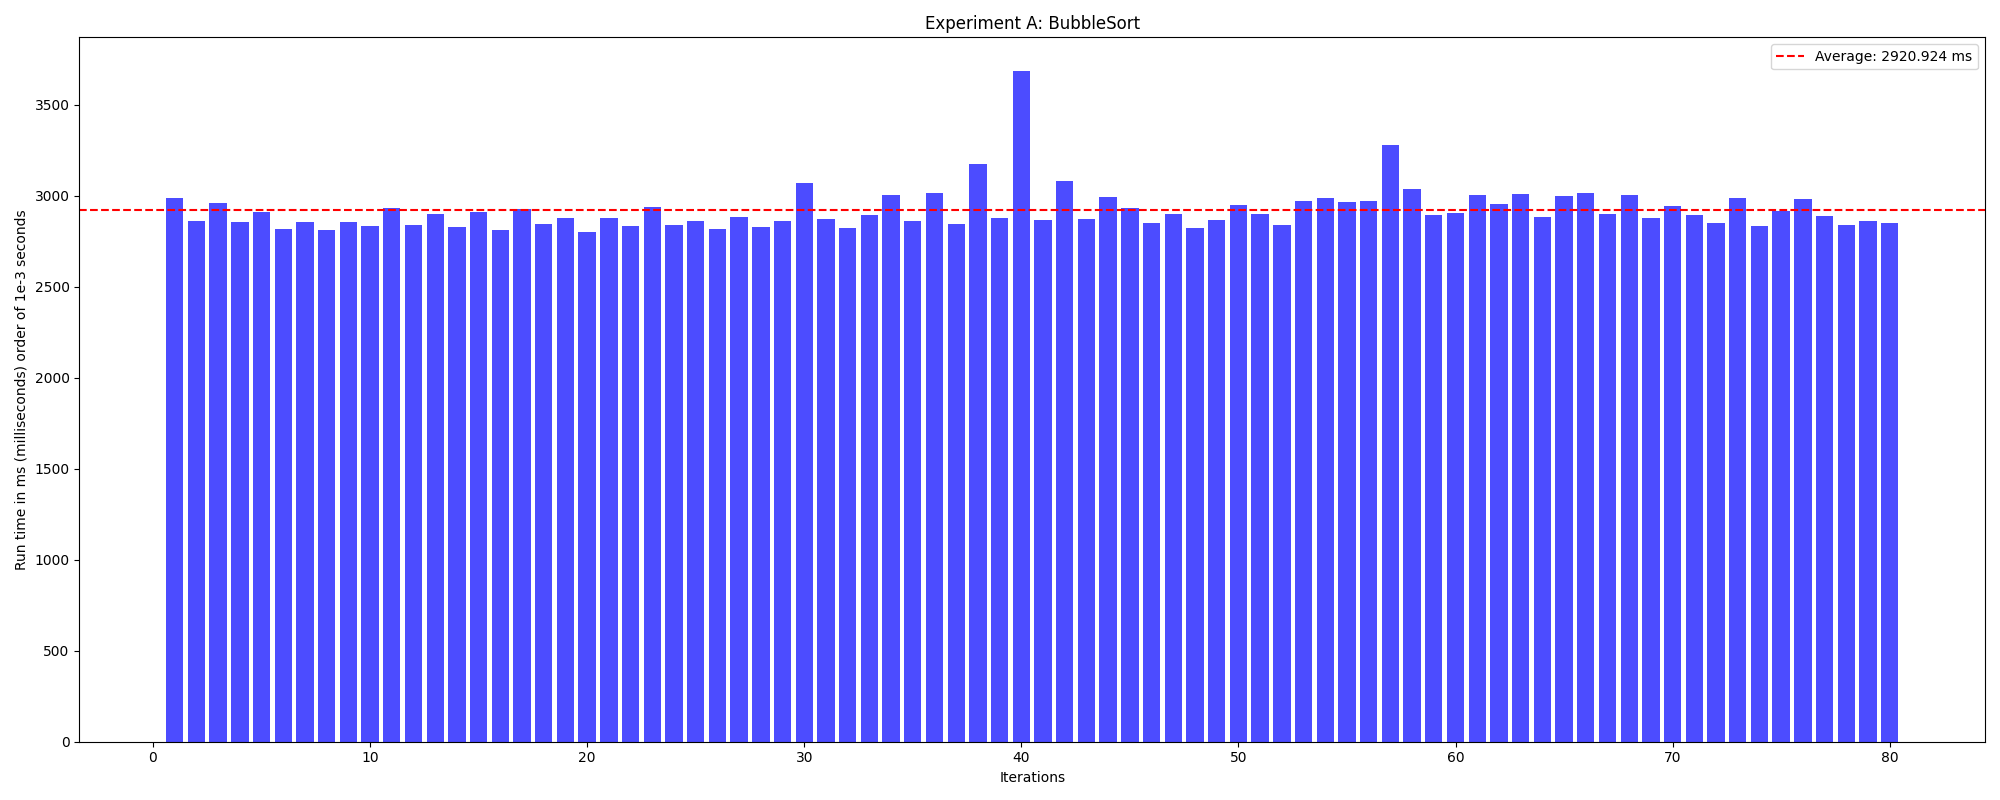 Experiment A: BubbleSort
Average: 2920.924 ms
Run time in ms (milliseconds) order of 1e-3 seconds
3500
3000
2500
2000
1500
1000
500
0
0 10 20 30 40 50 60 70 80
Iterations